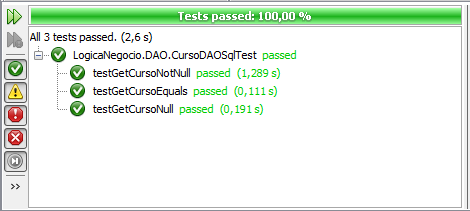 Tests passed: 100,00 %
All 3 tests passed. (2,6 s)
LogicaNegocio.DAO.CursoDAOSqlTest passed
testGetCursoNotNull passed (1,289 s)
testGetCursoEquals passed (0,111 s)
testGetCursoNull passed (0,191 s)
>>